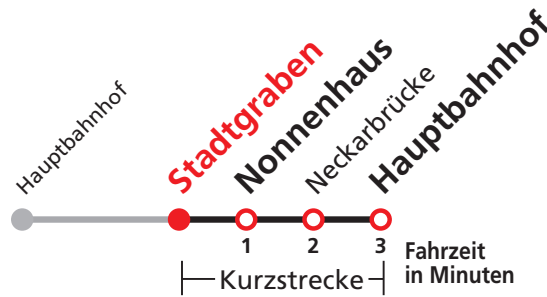 Hauptbahnhof
Stadtgraben
Nonnenhaus
Neckarbrücke
Hauptbahnhof
1 2 3 Fahrzeit
in Minuten
Kurzstrecke